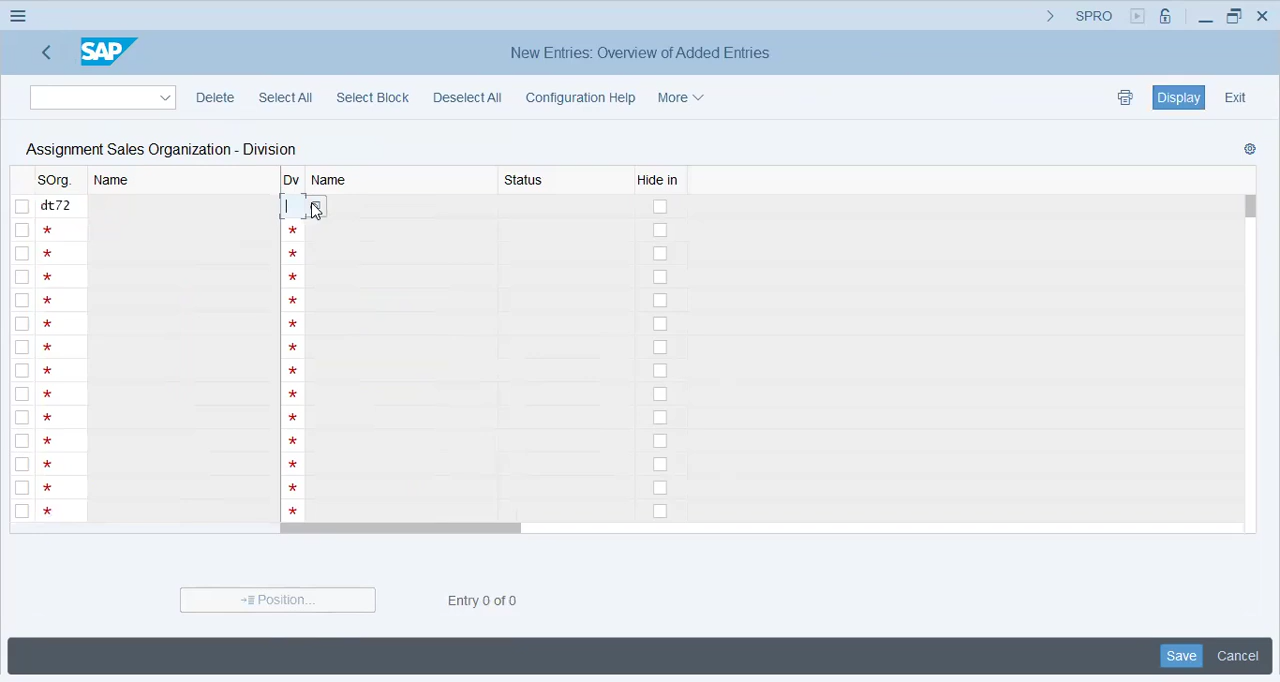 SPRO
SAP
New Entries: Overview of Added Entries
Delete Select All Select Block Deselect All Configuration Help More Display Exit
Assignment Sales Organization - Division
SOrg. Name Dv Name Status Hide in
dt72
* *
* *
* *
* *
* *
* *
* *
* *
* *
* *
* *
* *
* *
Position... Entry 0 of 0
Save Cancel